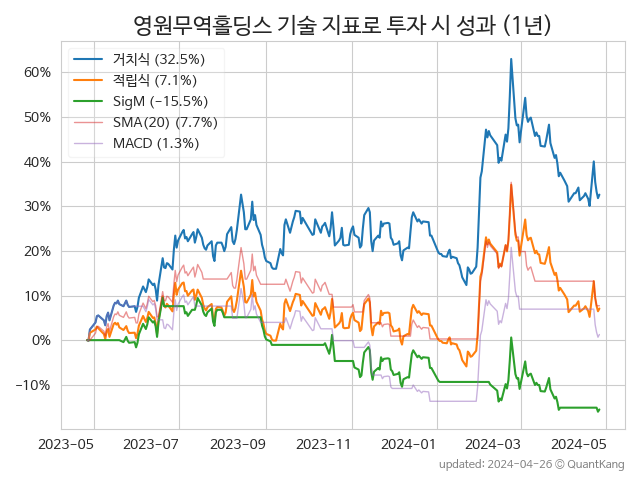 영원무역홀딩스 기술 지표로 투자 시 성과 (1년)
거치식 (32.5%)
적립식 (7.1%)
SigM (−15.5%)
SMA(20) (7.7%)
MACD (1.3%)
60%
50%
40%
30%
20%
10%
0%
−10%
2023-05 2023-07 2023-09 2023-11 2024-01 2024-03 2024-05
updated: 2024-04-26 © QuantKang